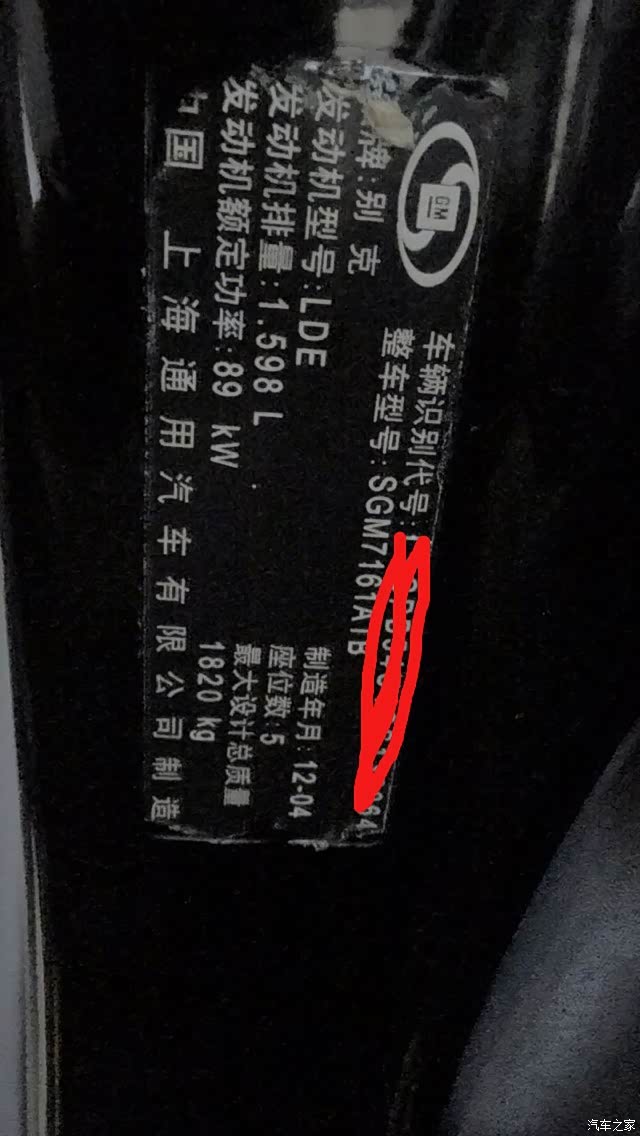 GM
车辆识别代号:
整车型号:SGM7161ATB
牌:别克
发动机型号:LDE
发动机排量:1.598 L
发动机额定功率:89 kW
制造年月:12-04
座位数:5
最大设计总质量
1820 kg
国 上海通用汽车有限公司制造
汽车之家